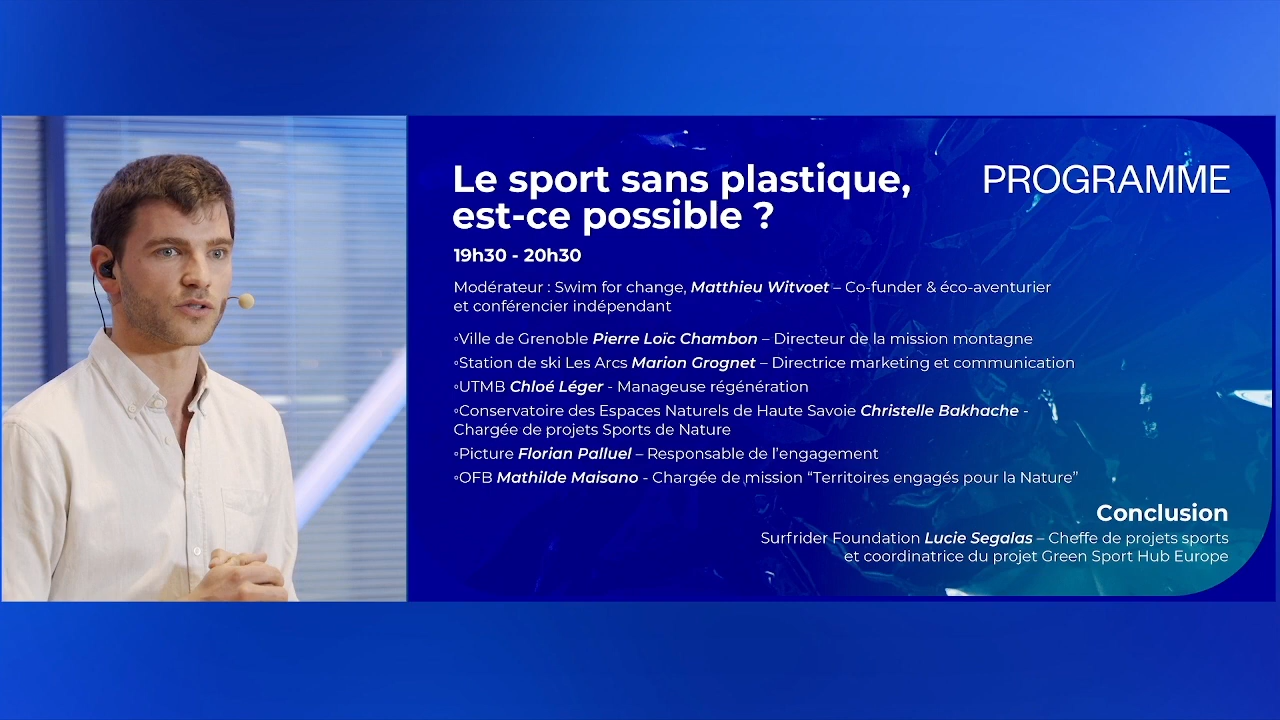 Le sport sans plastique,
est-ce possible ?
PROGRAMME
19h30 - 20h30
Modérateur : Swim for change, Matthieu Witvoet – Co-funder & éco-aventurier
et conférencier indépendant
◦Ville de Grenoble Pierre Loïc Chambon – Directeur de la mission montagne
◦Station de ski Les Arcs Marion Grognet – Directrice marketing et communication
◦UTMB Chloé Léger - Manageuse régénération
◦Conservatoire des Espaces Naturels de Haute Savoie Christelle Bakhache -
Chargée de projets Sports de Nature
◦Picture Florian Palluel – Responsable de l’engagement
◦OFB Mathilde Maisano - Chargée de mission “Territoires engagés pour la Nature”
Conclusion
Surfrider Foundation Lucie Segalas – Cheffe de projets sports
et coordinatrice du projet Green Sport Hub Europe